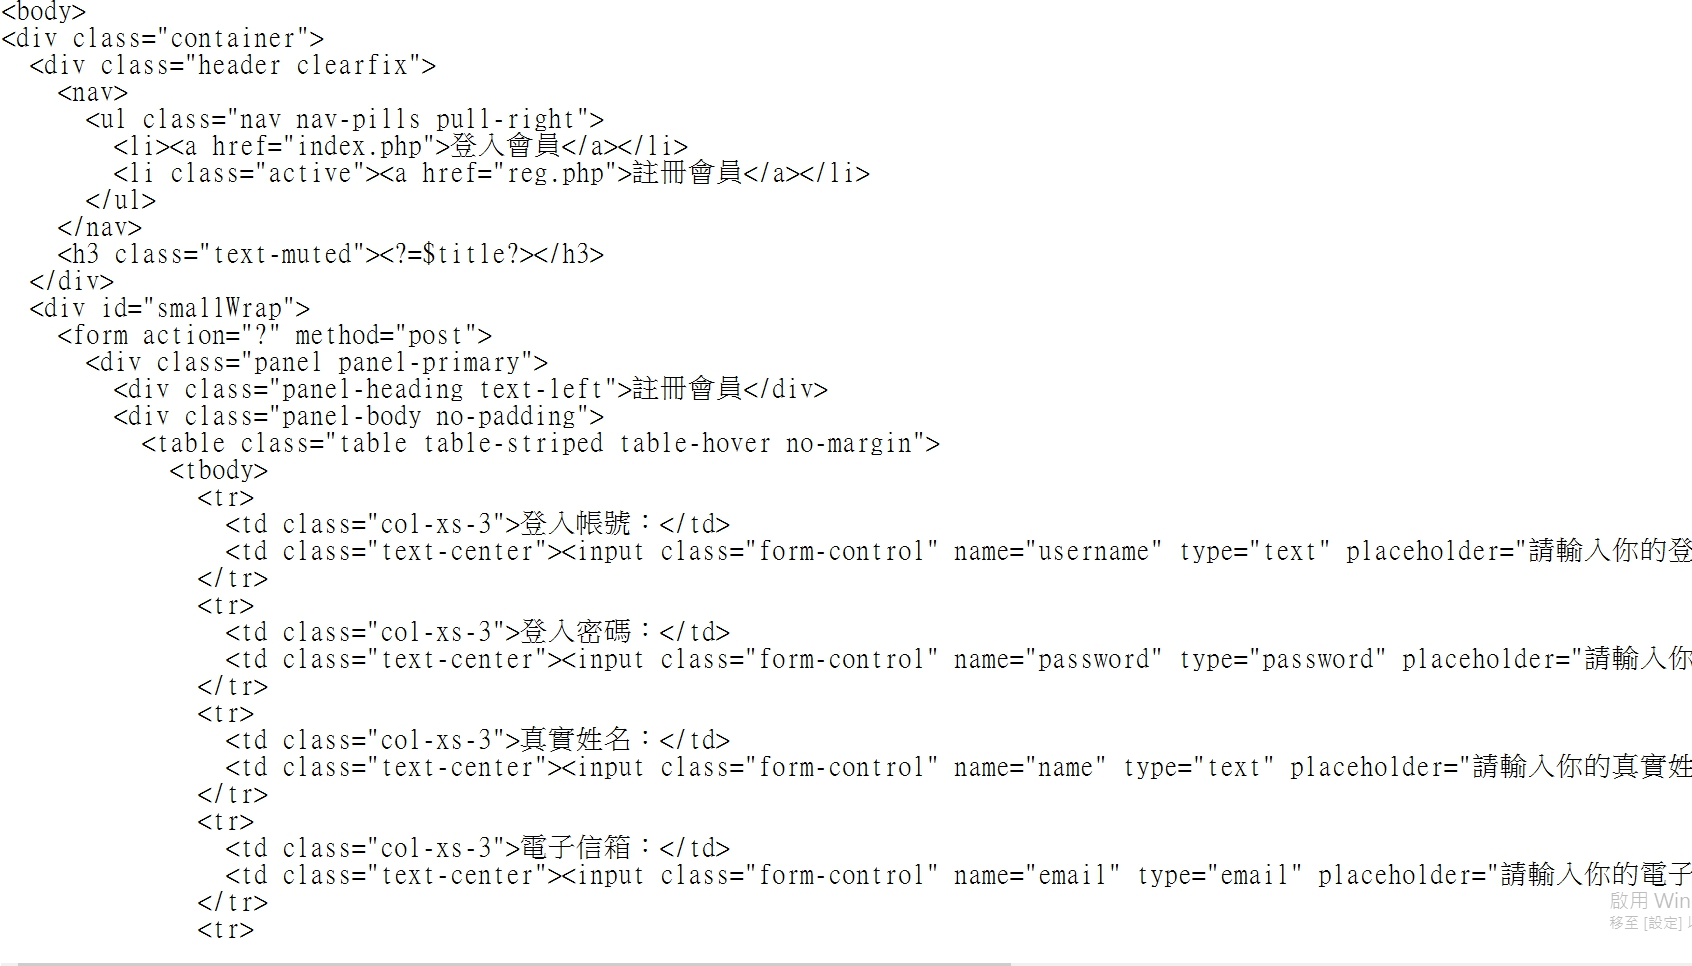 <body>
<div class="container">
  <div class="header clearfix">
    <nav>
      <ul class="nav nav-pills pull-right">
        <li><a href="index.php">登入會員</a></li>
        <li class="active"><a href="reg.php">註冊會員</a></li>
      </ul>
    </nav>
    <h3 class="text-muted"><?=$title?></h3>
  </div>
  <div id="smallWrap">
    <form action="?" method="post">
      <div class="panel panel-primary">
        <div class="panel-heading text-left">註冊會員</div>
        <div class="panel-body no-padding">
          <table class="table table-striped table-hover no-margin">
            <tbody>
              <tr>
                <td class="col-xs-3">登入帳號：</td>
                <td class="text-center"><input class="form-control" name="username" type="text" placeholder="請輸入你的登
              </tr>
              <tr>
                <td class="col-xs-3">登入密碼：</td>
                <td class="text-center"><input class="form-control" name="password" type="password" placeholder="請輸入你
              </tr>
              <tr>
                <td class="col-xs-3">真實姓名：</td>
                <td class="text-center"><input class="form-control" name="name" type="text" placeholder="請輸入你的真實姓
              </tr>
              <tr>
                <td class="col-xs-3">電子信箱：</td>
                <td class="text-center"><input class="form-control" name="email" type="email" placeholder="請輸入你的電子
              </tr>
              <tr>
啟用 Win
移至 [設定]